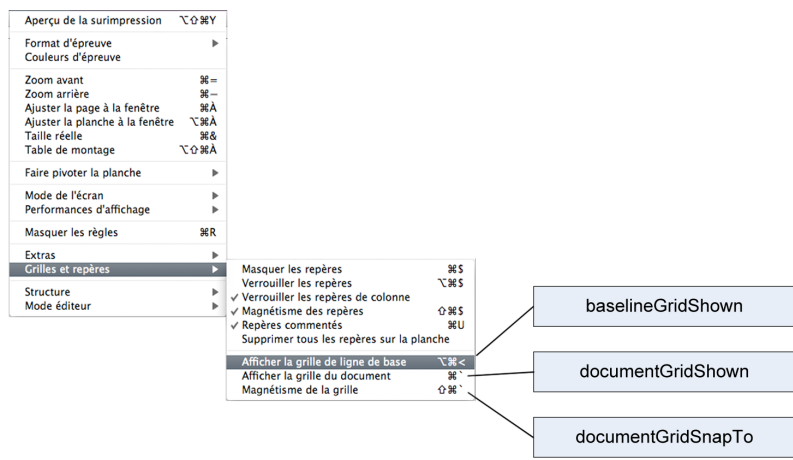 Aperçu de la surimpression ⌥⇧⌘Y
Format d'épreuve ▶
Couleurs d'épreuve
Zoom avant ⌘=
Zoom arrière ⌘−
Ajuster la page à la fenêtre ⌘À
Ajuster la planche à la fenêtre ⌥⌘À
Taille réelle ⌘&
Table de montage ⌥⇧⌘À
Faire pivoter la planche ▶
Mode de l'écran ▶
Performances d'affichage ▶
Masquer les règles ⌘R
Extras ▶
Grilles et repères ▶
Structure ▶
Mode éditeur ▶
Masquer les repères ⌘$
Verrouiller les repères ⌥⌘$
✓ Verrouiller les repères de colonne
✓ Magnétisme des repères ⇧⌘$
✓ Repères commentés ⌘U
Supprimer tous les repères sur la planche
Afficher la grille de ligne de base ⌥⌘<
Afficher la grille du document ⌘`
Magnétisme de la grille ⇧⌘`
baselineGridShown
documentGridShown
documentGridSnapTo